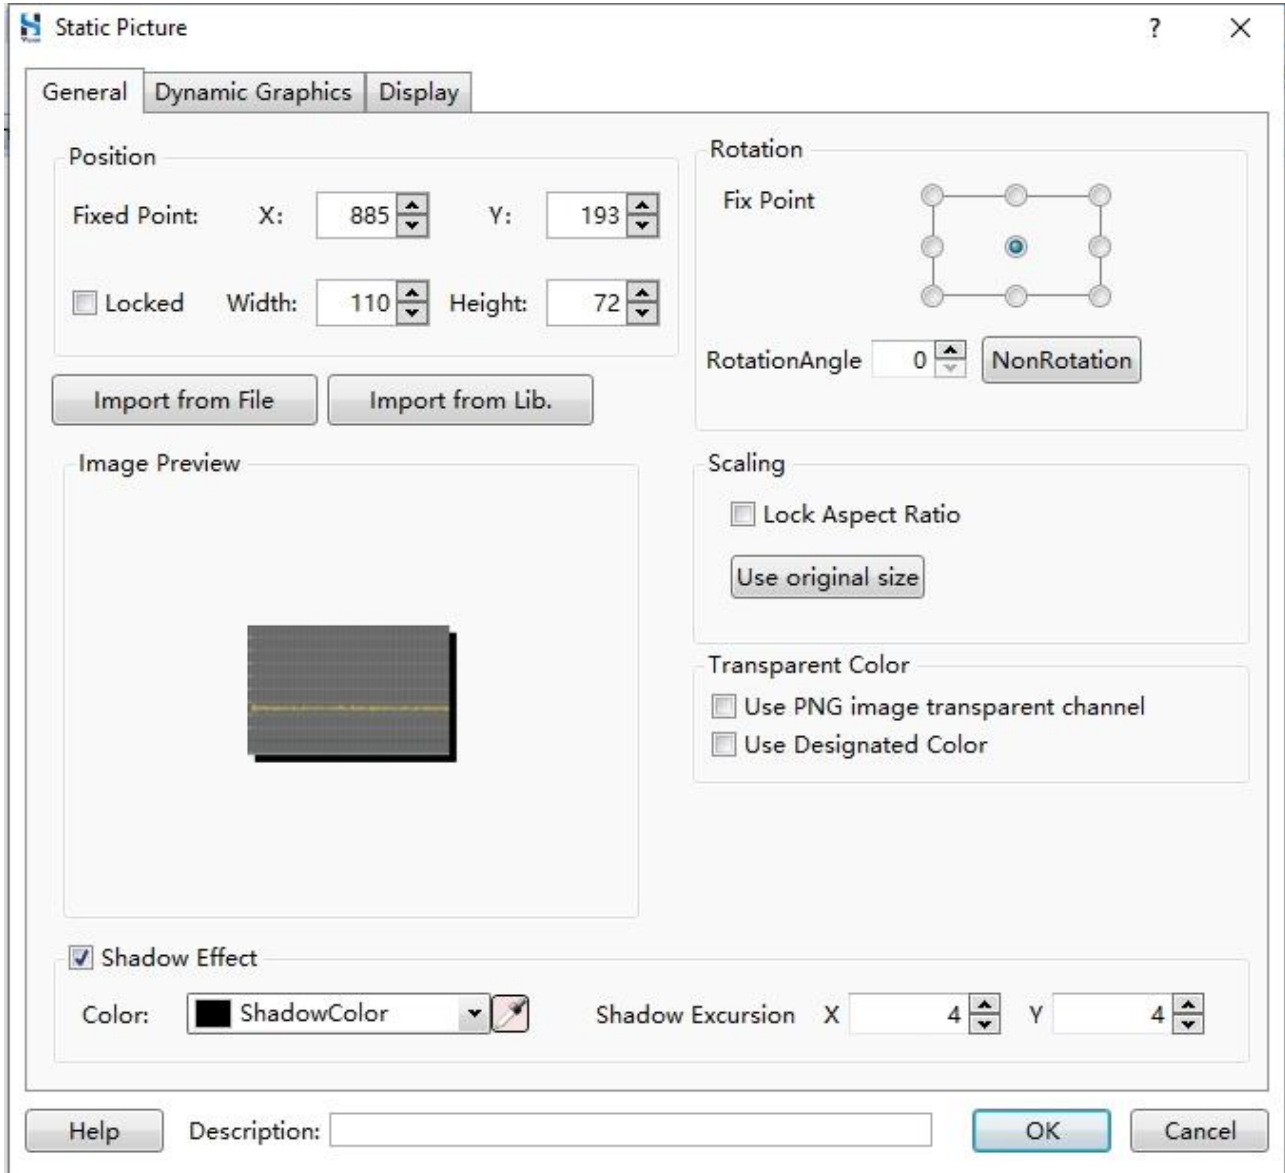 Static Picture ?
General Dynamic Graphics Display
Position
Fixed Point: X: 885 Y: 193
Locked Width: 110 Height: 72
Import from File Import from Lib.
Rotation
Fix Point
RotationAngle 0 NonRotation
Image Preview
Scaling
Lock Aspect Ratio
Use original size
Transparent Color
Use PNG image transparent channel
Use Designated Color
Shadow Effect
Color: ShadowColor Shadow Excursion X 4 Y 4
Help Description: OK Cancel